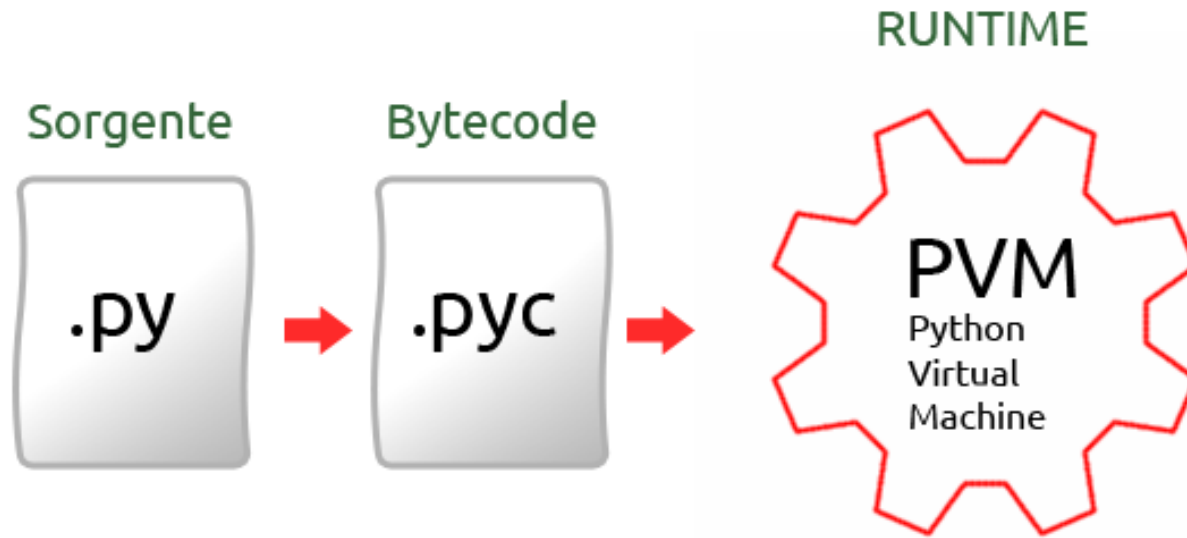 RUNTIME
Sorgente
Bytecode
.py
.pyc
PVM
Python
Virtual
Machine